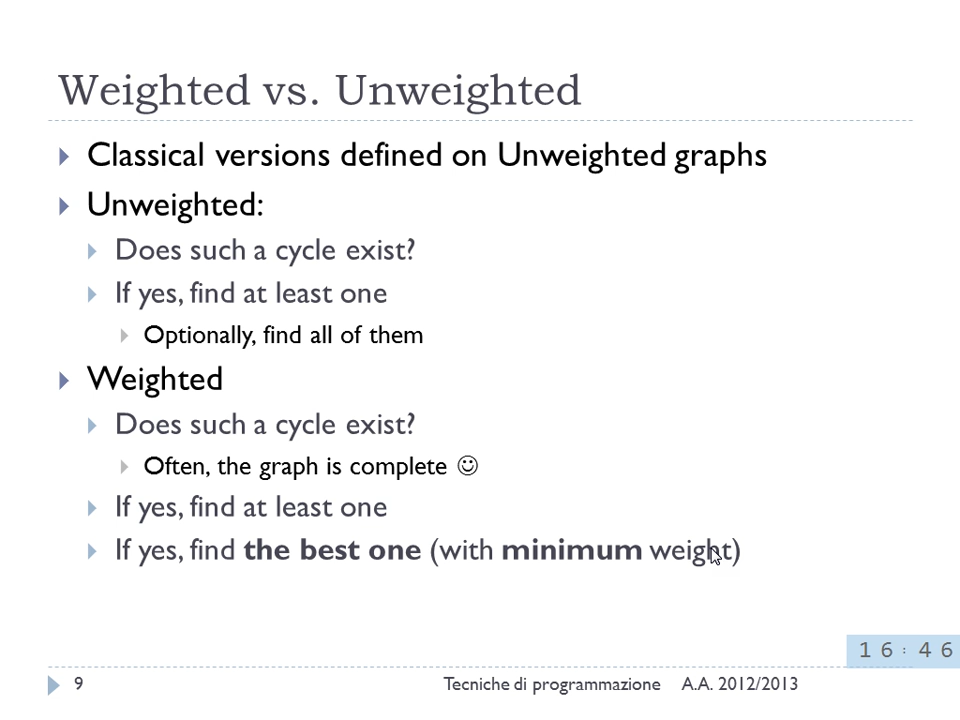 Weighted vs. Unweighted
Classical versions defined on Unweighted graphs
Unweighted:
Does such a cycle exist?
If yes, find at least one
Optionally, find all of them
Weighted
Does such a cycle exist?
Often, the graph is complete ☺
If yes, find at least one
If yes, find the best one (with minimum weight)
16:46
9 Tecniche di programmazione A.A. 2012/2013